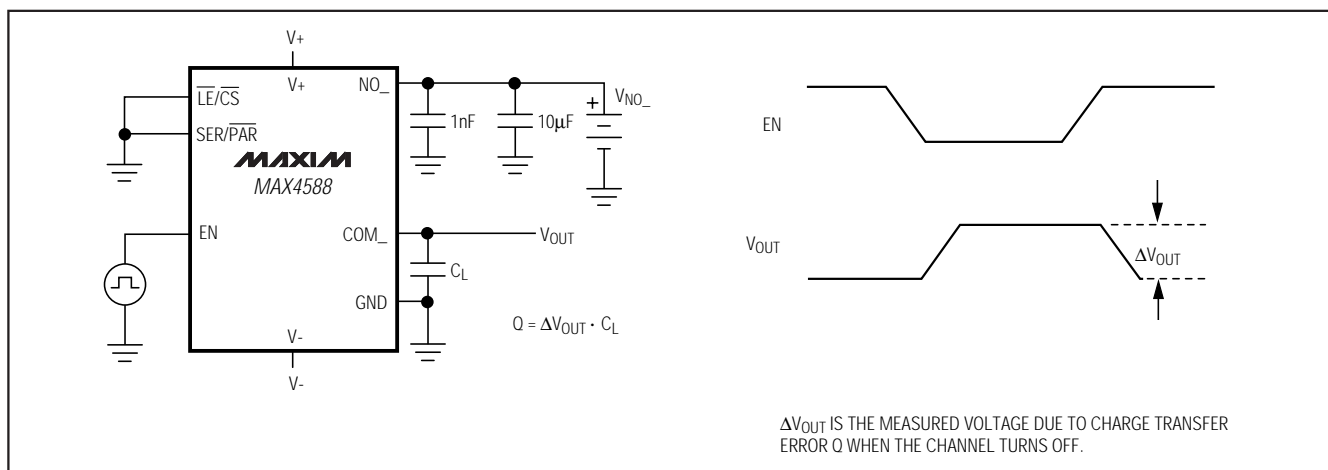 V+
V+
NO_
LE/CS
SER/PAR
1nF
10µF
+
V_NO_
MAXIM
MAX4588
EN
COM_
V_OUT
C_L
GND
Q = ΔV_OUT · C_L
V-
V-
EN
V_OUT
ΔV_OUT
ΔV_OUT IS THE MEASURED VOLTAGE DUE TO CHARGE TRANSFER
ERROR Q WHEN THE CHANNEL TURNS OFF.